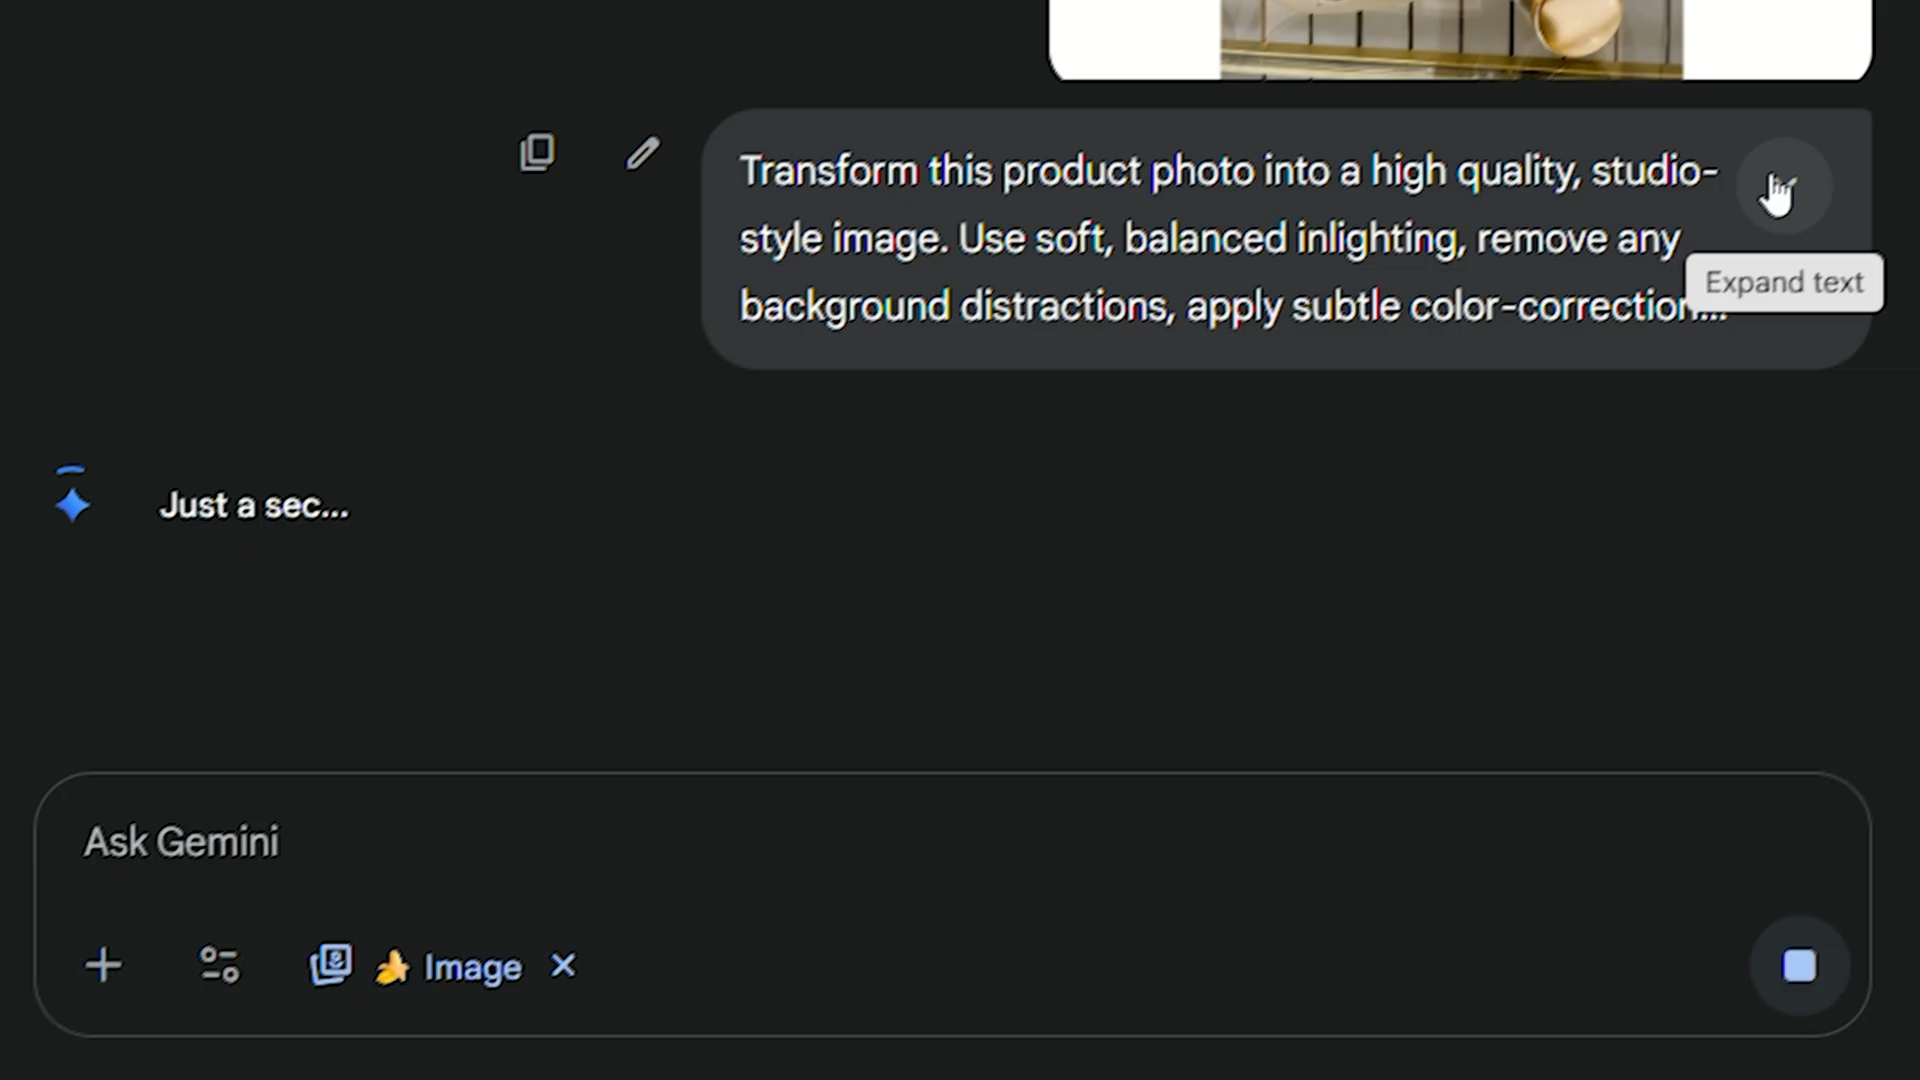 Transform this product photo into a high quality, studio-
style image. Use soft, balanced inlighting, remove any
background distractions, apply subtle color-correction...
Expand text
Just a sec...
Ask Gemini
Image